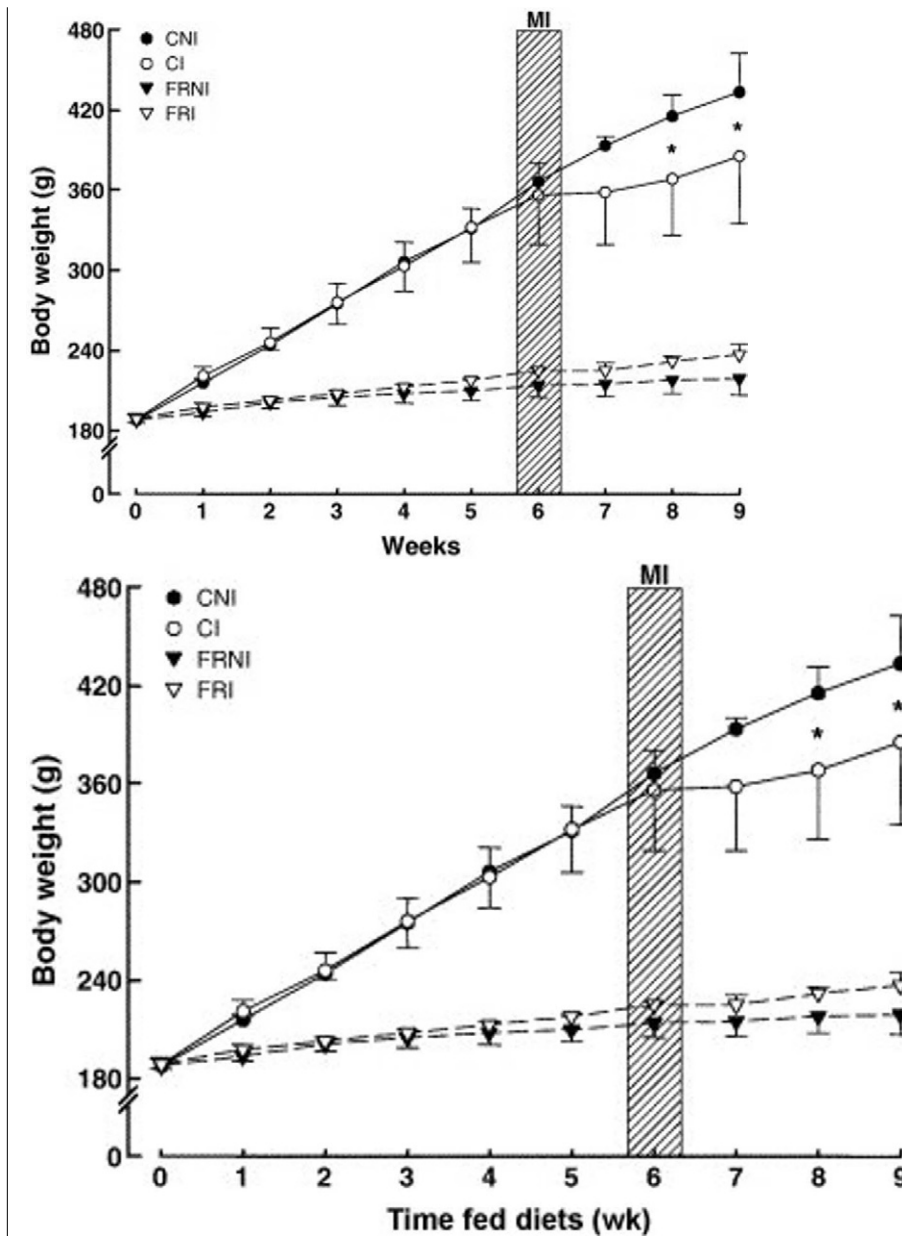 MI
480
CNI
CI
FRNI
FRI
420
*
*
360
300
240
180
0
0 1 2 3 4 5 6 7 8 9
Weeks
Body weight (g)
MI
480
CNI
CI
FRNI
FRI
420
*
*
360
300
240
180
0
0 1 2 3 4 5 6 7 8 9
Time fed diets (wk)
Body weight (g)